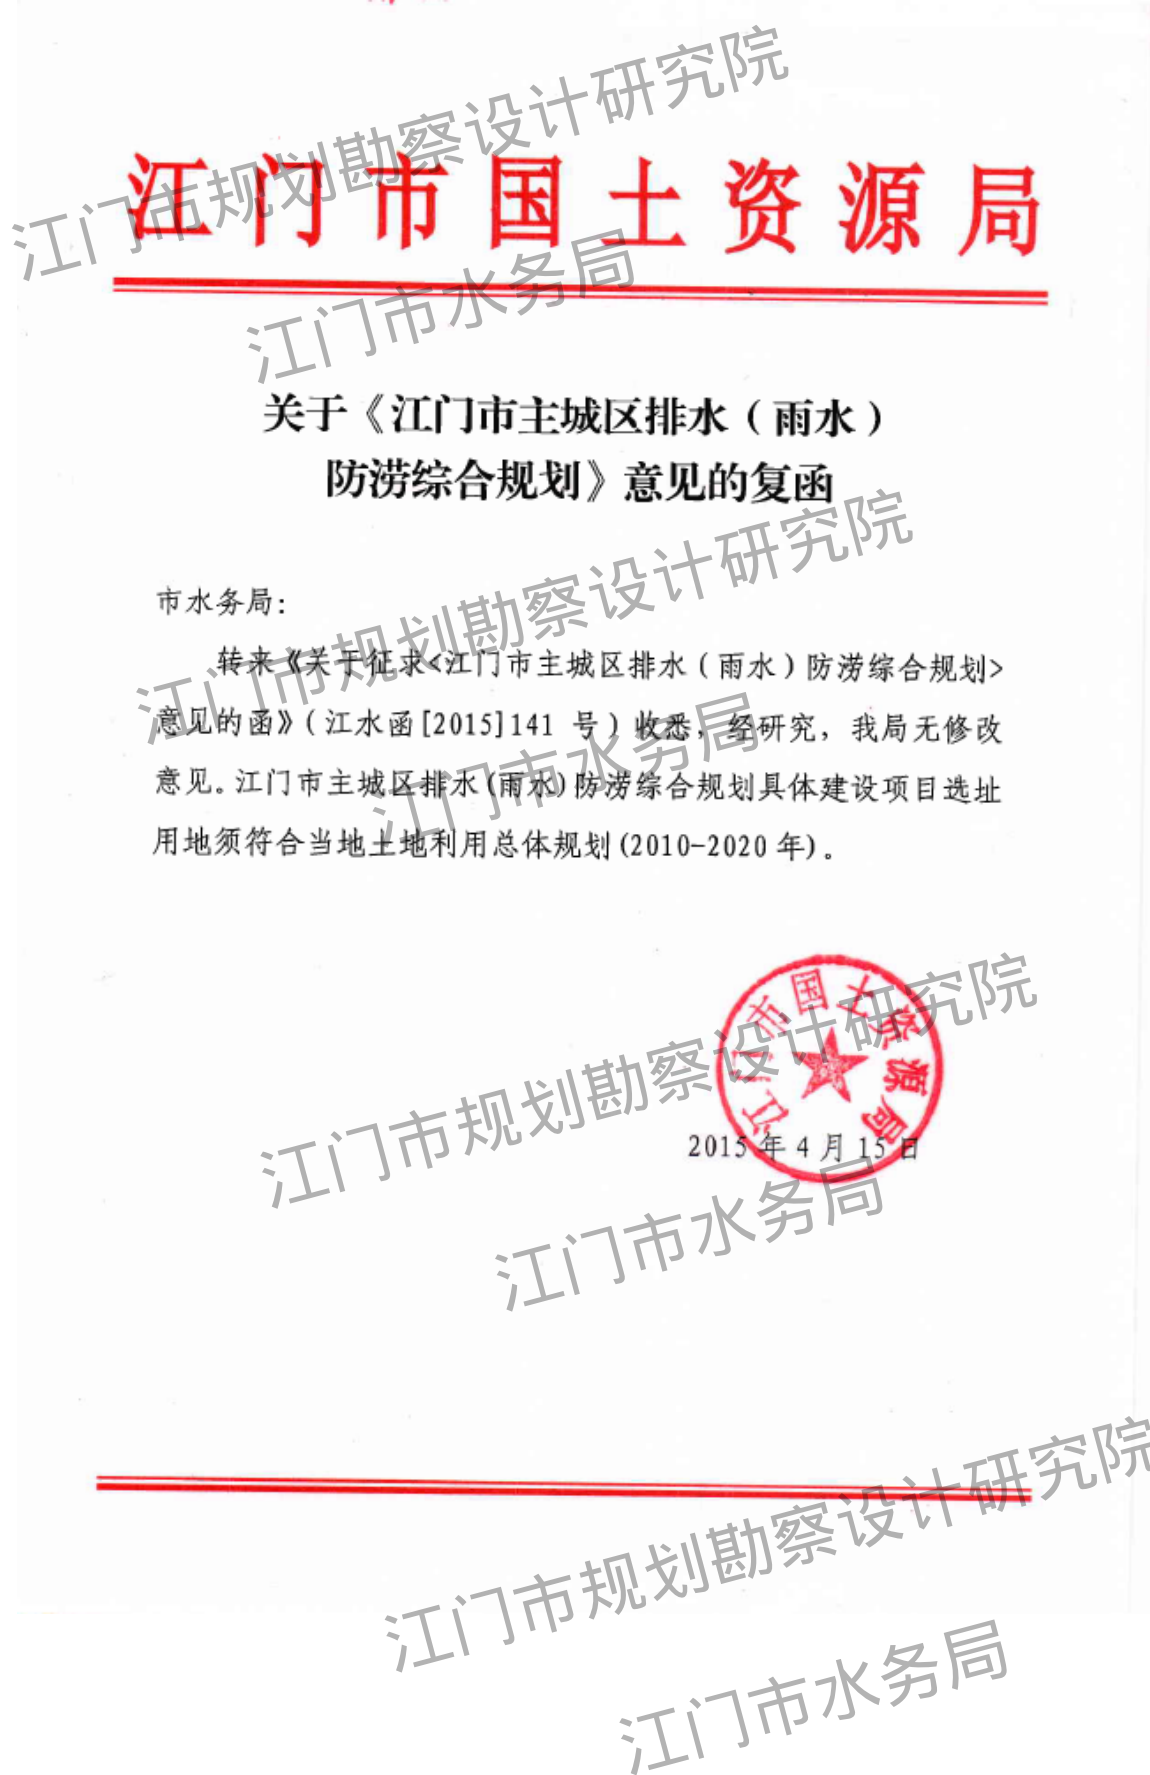 江门市国土资源局
关于《江门市主城区排水（雨水）
防涝综合规划》意见的复函
市水务局：
转来《关于征求<江门市主城区排水（雨水）防涝综合规划>
意见的函》（江水函[2015]141 号）收悉，经研究，我局无修改
意见。江门市主城区排水(雨水)防涝综合规划具体建设项目选址
用地须符合当地土地利用总体规划(2010-2020 年)。
江门市国土资源局
2015 年 4 月 15 日
江门市规划勘察设计研究院
江门市水务局
江门市规划勘察设计研究院
江门市水务局
江门市规划勘察设计研究院
江门市水务局
江门市规划勘察设计研究院
江门市水务局